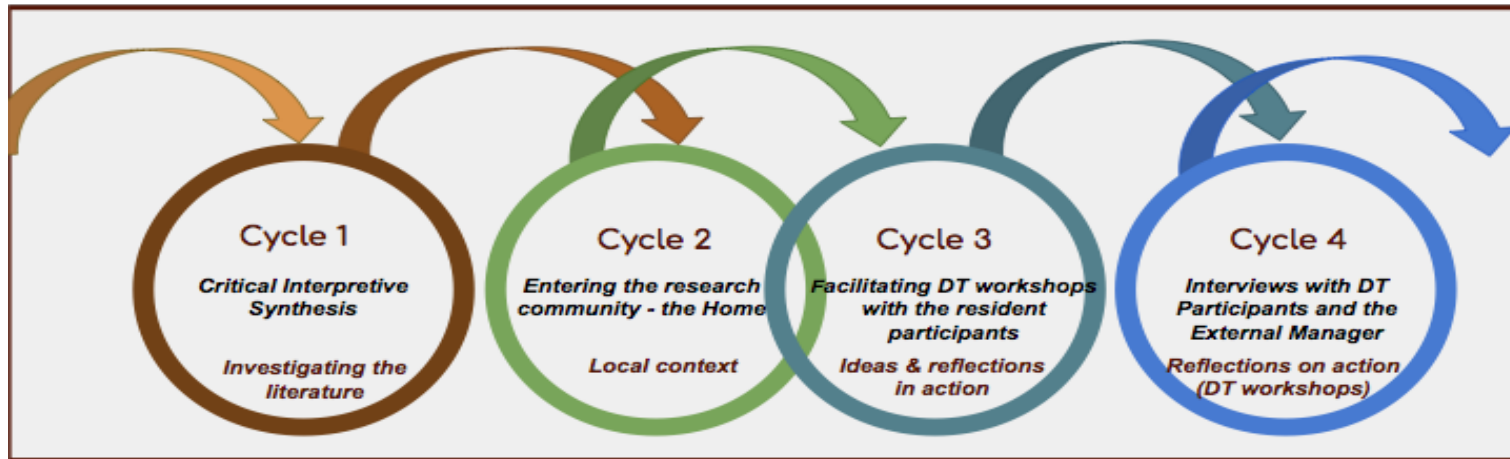 Cycle 1
Critical Interpretive
Synthesis
Investigating the
literature
Cycle 2
Entering the research
community - the Home
Local context
Cycle 3
Facilitating DT workshops
with the resident
participants
Ideas & reflections
in action
Cycle 4
Interviews with DT
Participants and the
External Manager
Reflections on action
(DT workshops)